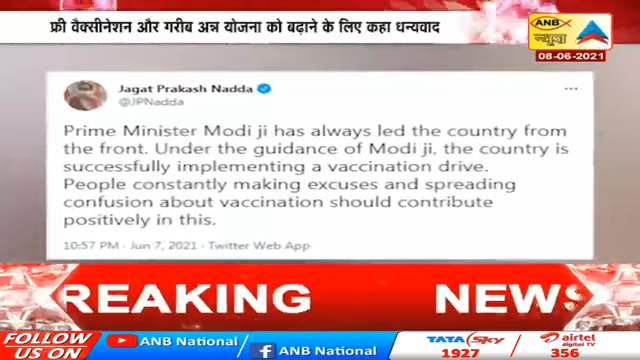 फ्री वैक्सीनेशन और गरीब अन्न योजना को बढ़ाने के लिए कहा धन्यवाद
ANB
न्यूज़
08-06-2021
Jagat Prakash Nadda
@JPNadda
Prime Minister Modi ji has always led the country from
the front. Under the guidance of Modi ji, the country is
successfully implementing a vaccination drive.
People constantly making excuses and spreading
confusion about vaccination should contribute
positively in this.
10:57 PM · Jun 7, 2021 · Twitter Web App
BREAKING NEWS
FOLLOW
US ON
ANB National
ANB National
TATA Sky
1927
airtel
digital TV
356